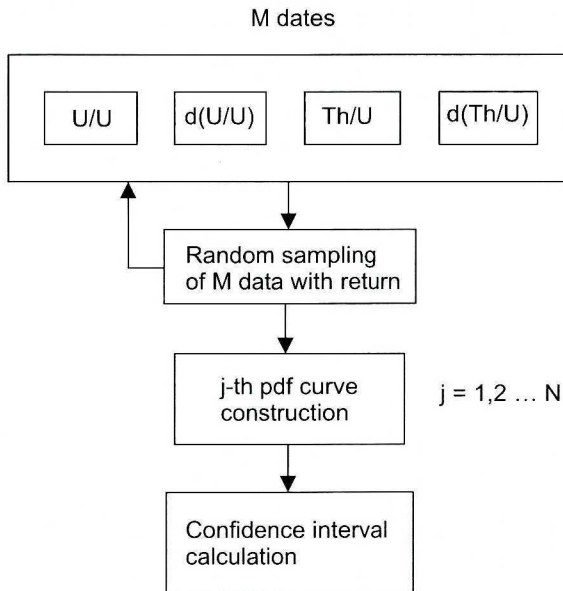 M dates
U/U d(U/U) Th/U d(Th/U)
Random sampling
of M data with return
j-th pdf curve
construction
j = 1,2 ... N
Confidence interval
calculation